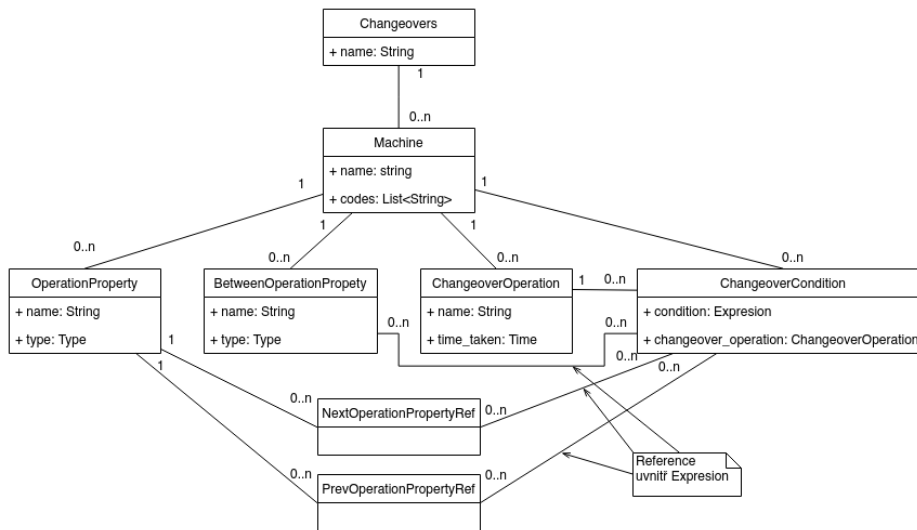 Changeovers
+ name: String
1
0..n
Machine
+ name: string
+ codes: List<String>
1
1
1
1
0..n
0..n
0..n
0..n
OperationProperty
+ name: String
+ type: Type
BetweenOperationPropety
+ name: String
+ type: Type
ChangeoverOperation
+ name: String
+ time_taken: Time
1
0..n
ChangeoverCondition
+ condition: Expresion
+ changeover_operation: ChangeoverOperation
0..n
0..n
1
1
0..n
0..n
0..n
NextOperationPropertyRef
0..n
0..n
PrevOperationPropertyRef
0..n
Reference
uvnitř Expresion